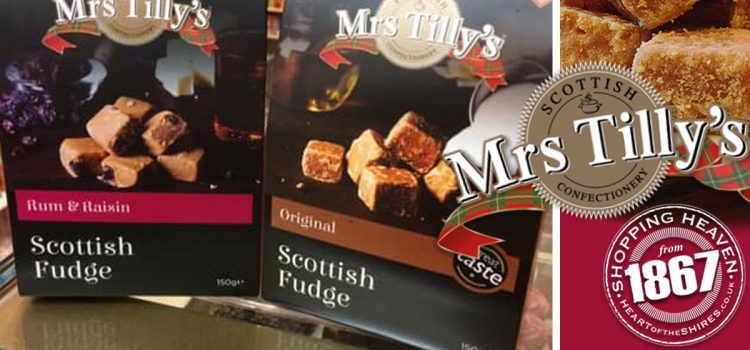 Mrs Tilly's
Rum & Raisin
Scottish
Fudge
150g℮
Mrs Tilly's
Original
Scottish
Fudge
great
taste
150
SCOTTISH
Mrs Tilly's
CONFECTIONERY
SHOPPING HEAVEN
from
1867
HEARTOFTHESHIRES.CO.UK